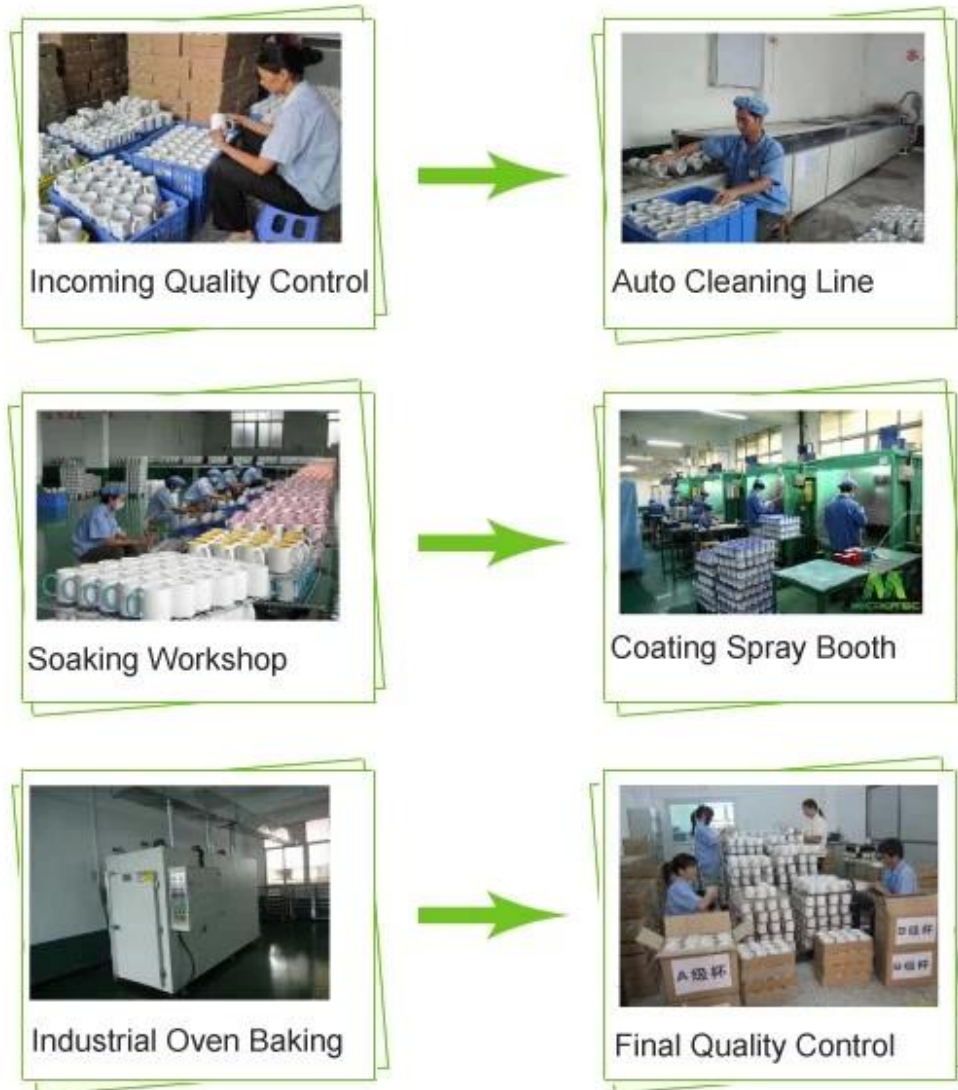 Incoming Quality Control
Auto Cleaning Line
Soaking Workshop
Coating Spray Booth
Industrial Oven Baking
A级杯
Final Quality Control